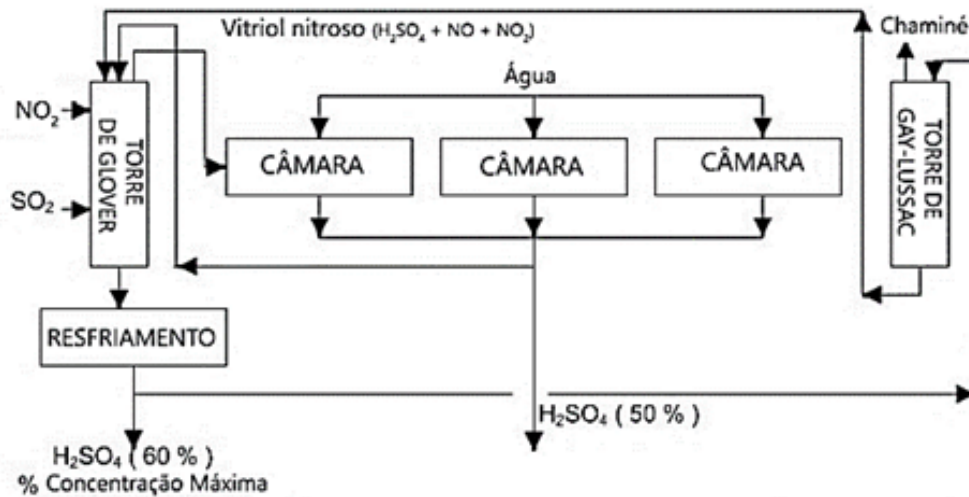 Vitriol nitroso (H₂SO₄ + NO + NO₂)
Chaminé
Água
NO₂
SO₂
TORRE
DE GLOVER
CÂMARA
CÂMARA
CÂMARA
TORRE DE
GAY-LUSSAC
RESFRIAMENTO
H₂SO₄ ( 50 % )
H₂SO₄ ( 60 % )
% Concentração Máxima